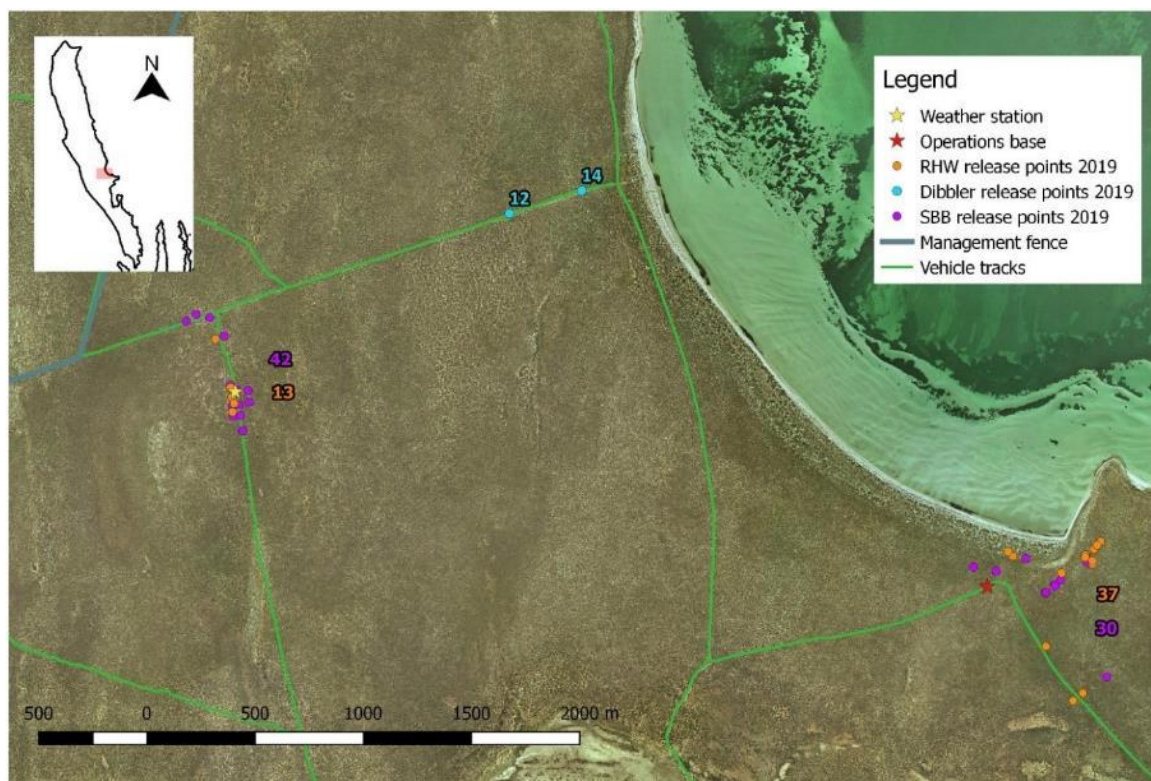 N
Legend
Weather station
Operations base
RHW release points 2019
Dibbler release points 2019
SBB release points 2019
Management fence
Vehicle tracks
14
12
42
13
37
30
500 0 500 1000 1500 2000 m